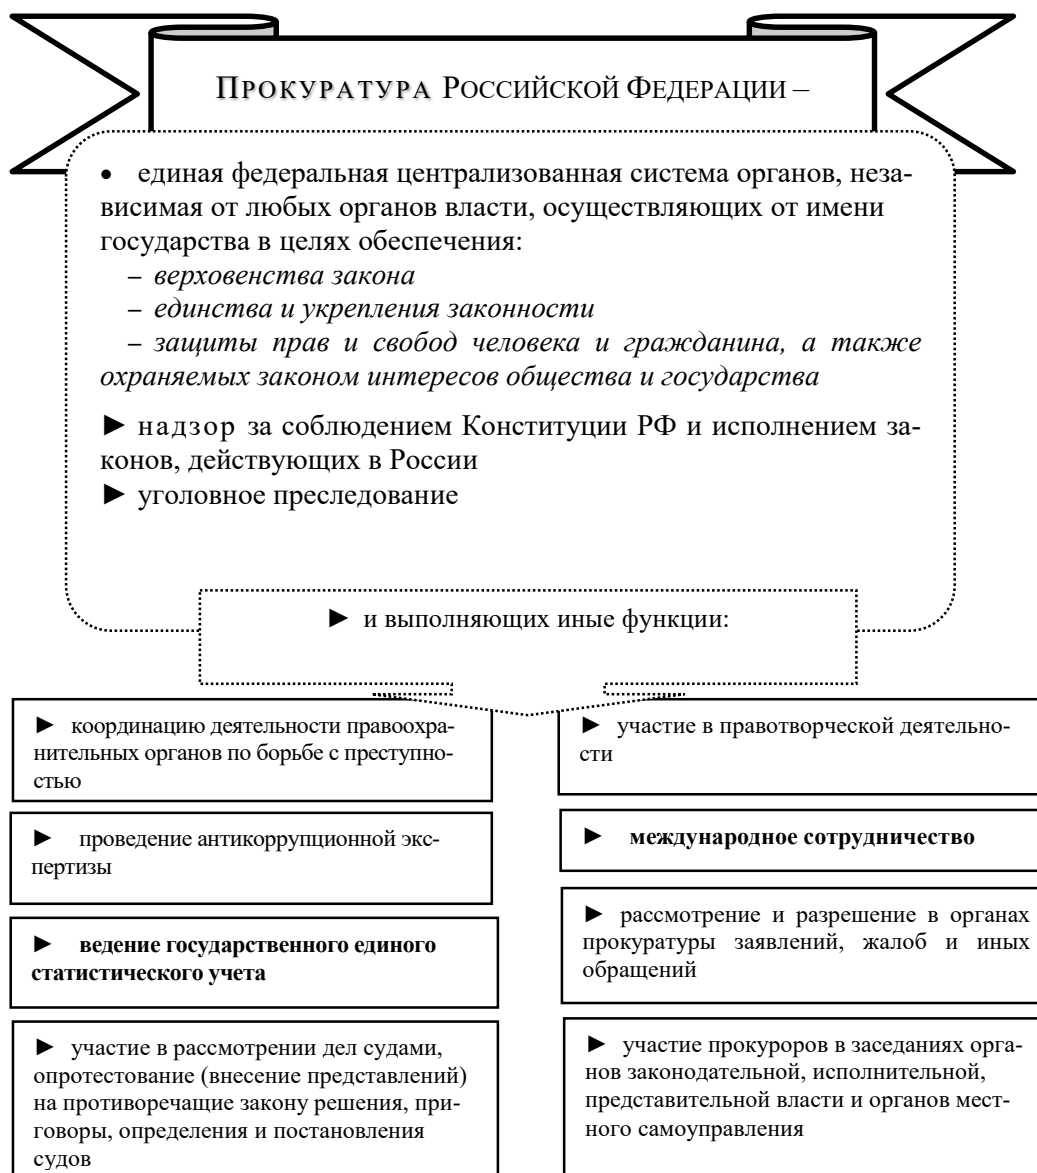 ПРОКУРАТУРА РОССИЙСКОЙ ФЕДЕРАЦИИ –
• единая федеральная централизованная система органов, неза-
висимая от любых органов власти, осуществляющих от имени
государства в целях обеспечения:
– верховенства закона
– единства и укрепления законности
– защиты прав и свобод человека и гражданина, а также
охраняемых законом интересов общества и государства
► надзор за соблюдением Конституции РФ и исполнением за-
конов, действующих в России
► уголовное преследование
► и выполняющих иные функции:
► координацию деятельности правоохра-
нительных органов по борьбе с преступно-
стью
► проведение антикоррупционной экс-
пертизы
► ведение государственного единого
статистического учета
► участие в рассмотрении дел судами,
опротестование (внесение представлений)
на противоречащие закону решения, при-
говоры, определения и постановления
судов
► участие в правотворческой деятельно-
сти
► международное сотрудничество
► рассмотрение и разрешение в органах
прокуратуры заявлений, жалоб и иных
обращений
► участие прокуроров в заседаниях орга-
нов законодательной, исполнительной,
представительной власти и органов мест-
ного самоуправления